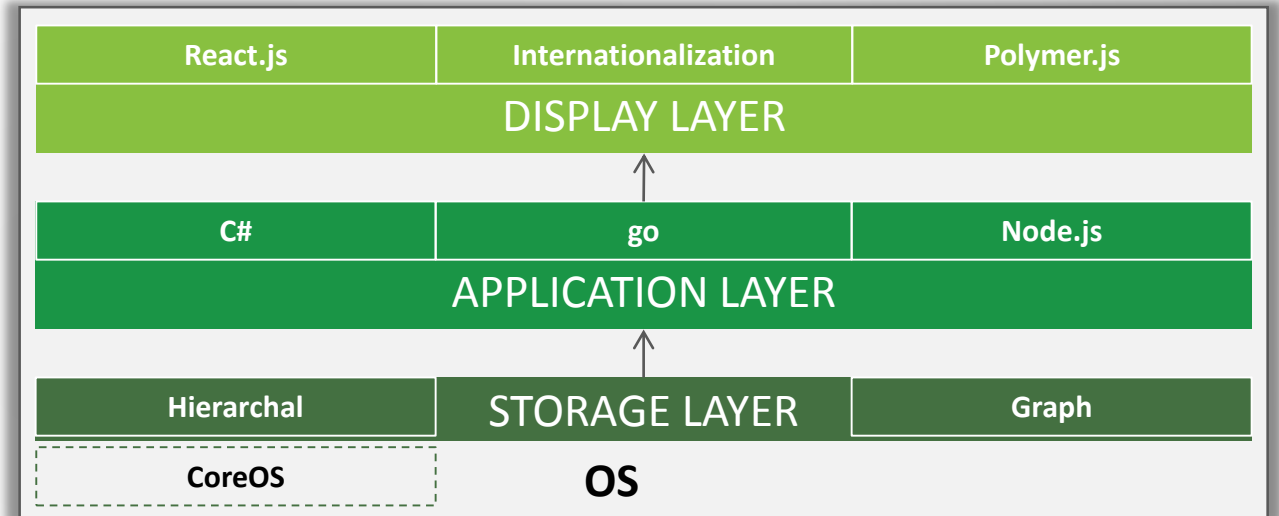 React.js Internationalization Polymer.js
DISPLAY LAYER
C# go Node.js
APPLICATION LAYER
Hierarchal STORAGE LAYER Graph
CoreOS OS